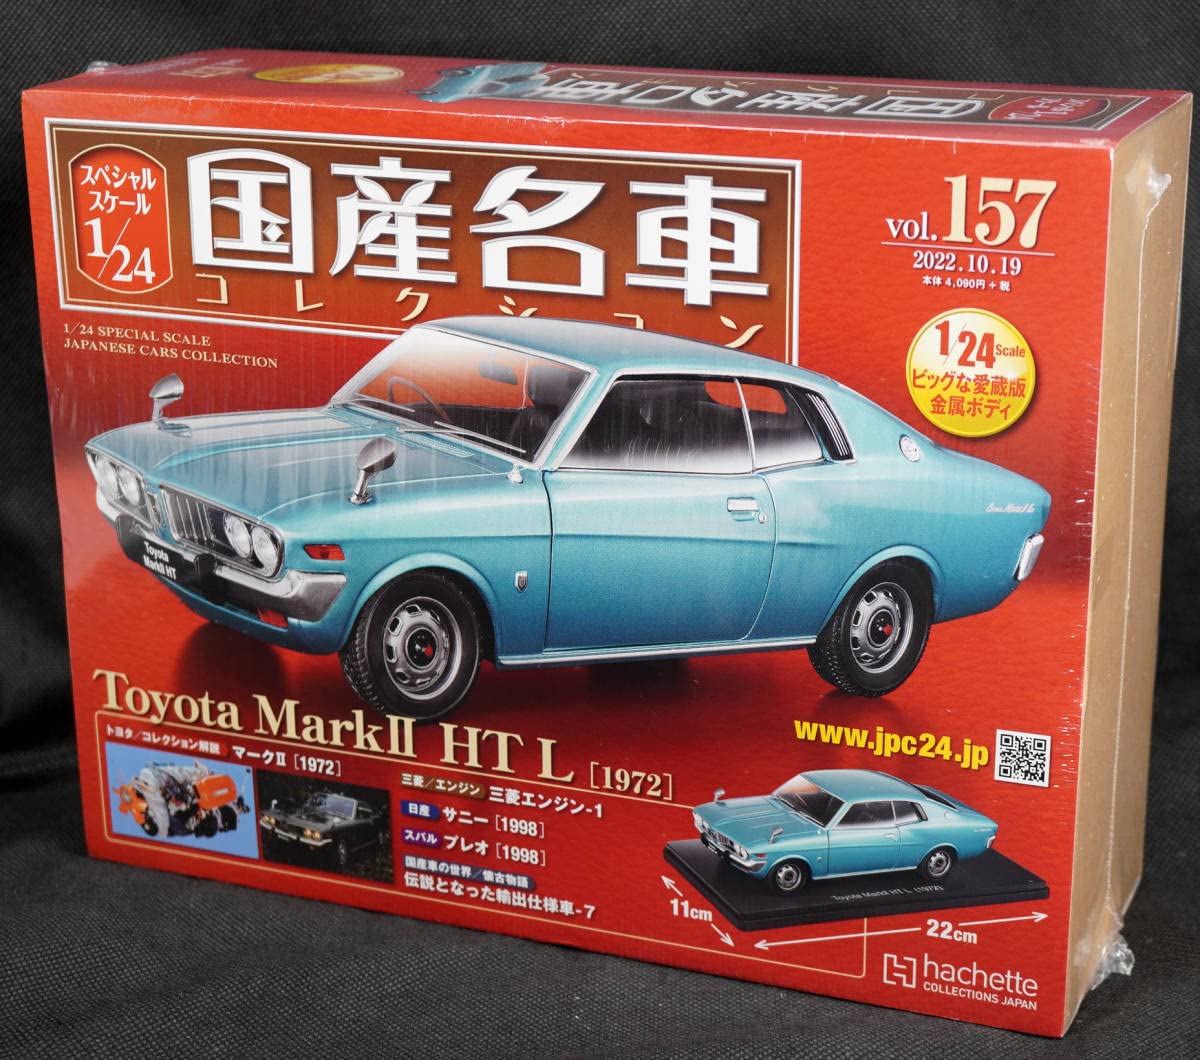 スペシャル
スケール
1/24
国産名車
コレクション
1/24 SPECIAL SCALE
JAPANESE CARS COLLECTION
vol.157
2022.10.19
本体 4,090円＋税
1/24 Scale
ビッグな愛蔵版
金属ボディ
Toyota
MarkII HT
Toyota MarkⅡ HT L [1972]
トヨタ／コレクション解説 マークⅡ [1972]
三菱／エンジン 三菱エンジン-1
日産 サニー [1998]
スバル プレオ [1998]
国産車の世界／懐古物語
伝説となった輸出仕様車-7
www.jpc24.jp
Toyota MarkII HT L (1972)
11cm
22cm
hachette
COLLECTIONS JAPAN